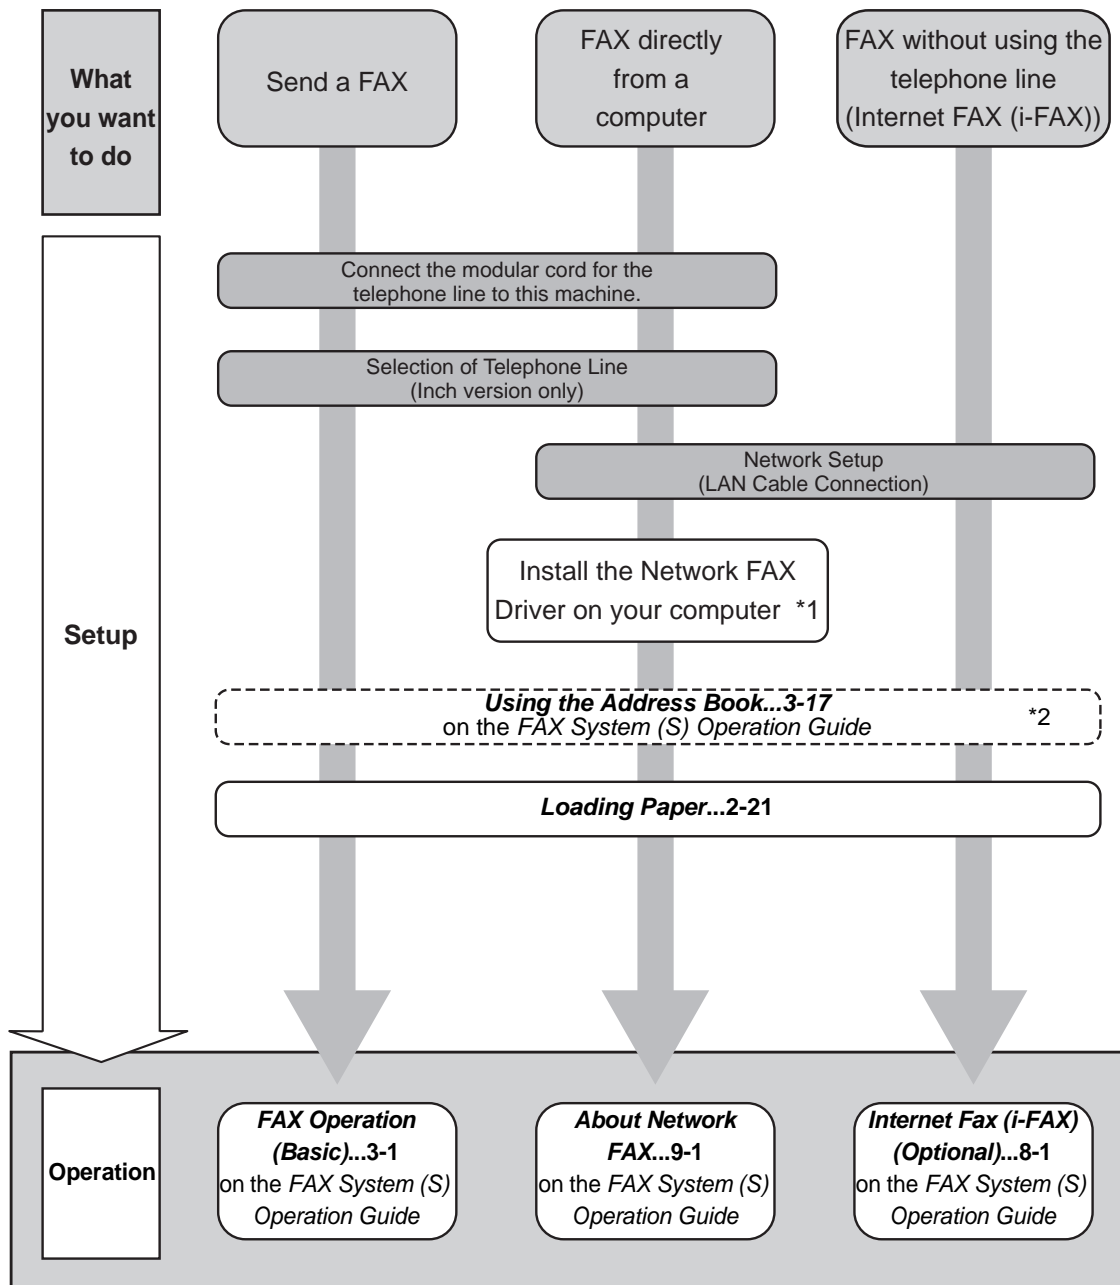 What
you want
to do
Send a FAX
FAX directly
from a
computer
FAX without using the
telephone line
(Internet FAX (i-FAX))
Setup
Connect the modular cord for the
telephone line to this machine.
Selection of Telephone Line
(Inch version only)
Network Setup
(LAN Cable Connection)
Install the Network FAX
Driver on your computer *1
Using the Address Book...3-17
on the FAX System (S) Operation Guide
*2
Loading Paper...2-21
Operation
FAX Operation
(Basic)...3-1
on the FAX System (S)
Operation Guide
About Network
FAX...9-1
on the FAX System (S)
Operation Guide
Internet Fax (i-FAX)
(Optional)...8-1
on the FAX System (S)
Operation Guide